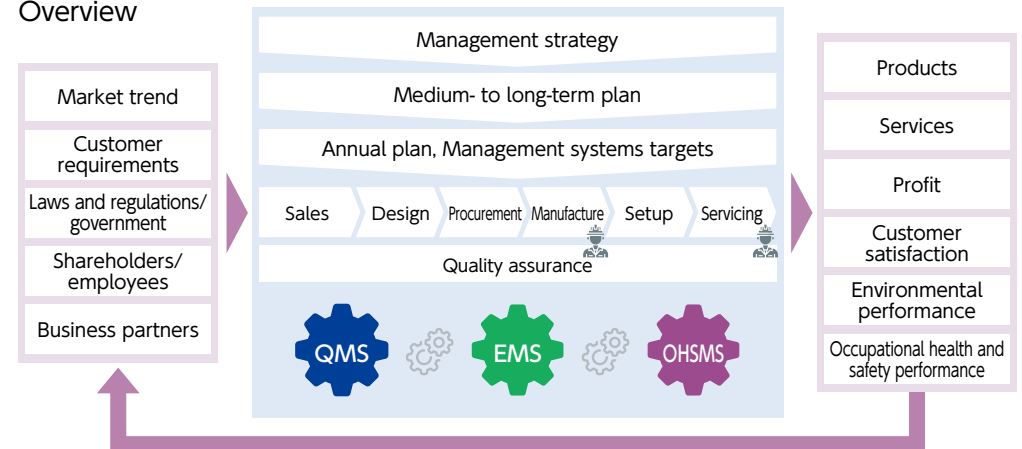 Overview
Market trend
Customer
requirements
Laws and regulations/
government
Shareholders/
employees
Business partners
Management strategy
Medium- to long-term plan
Annual plan, Management systems targets
Sales
Design
Procurement
Manufacture
Setup
Servicing
Quality assurance
QMS
EMS
OHSMS
Products
Services
Profit
Customer
satisfaction
Environmental
performance
Occupational health and
safety performance